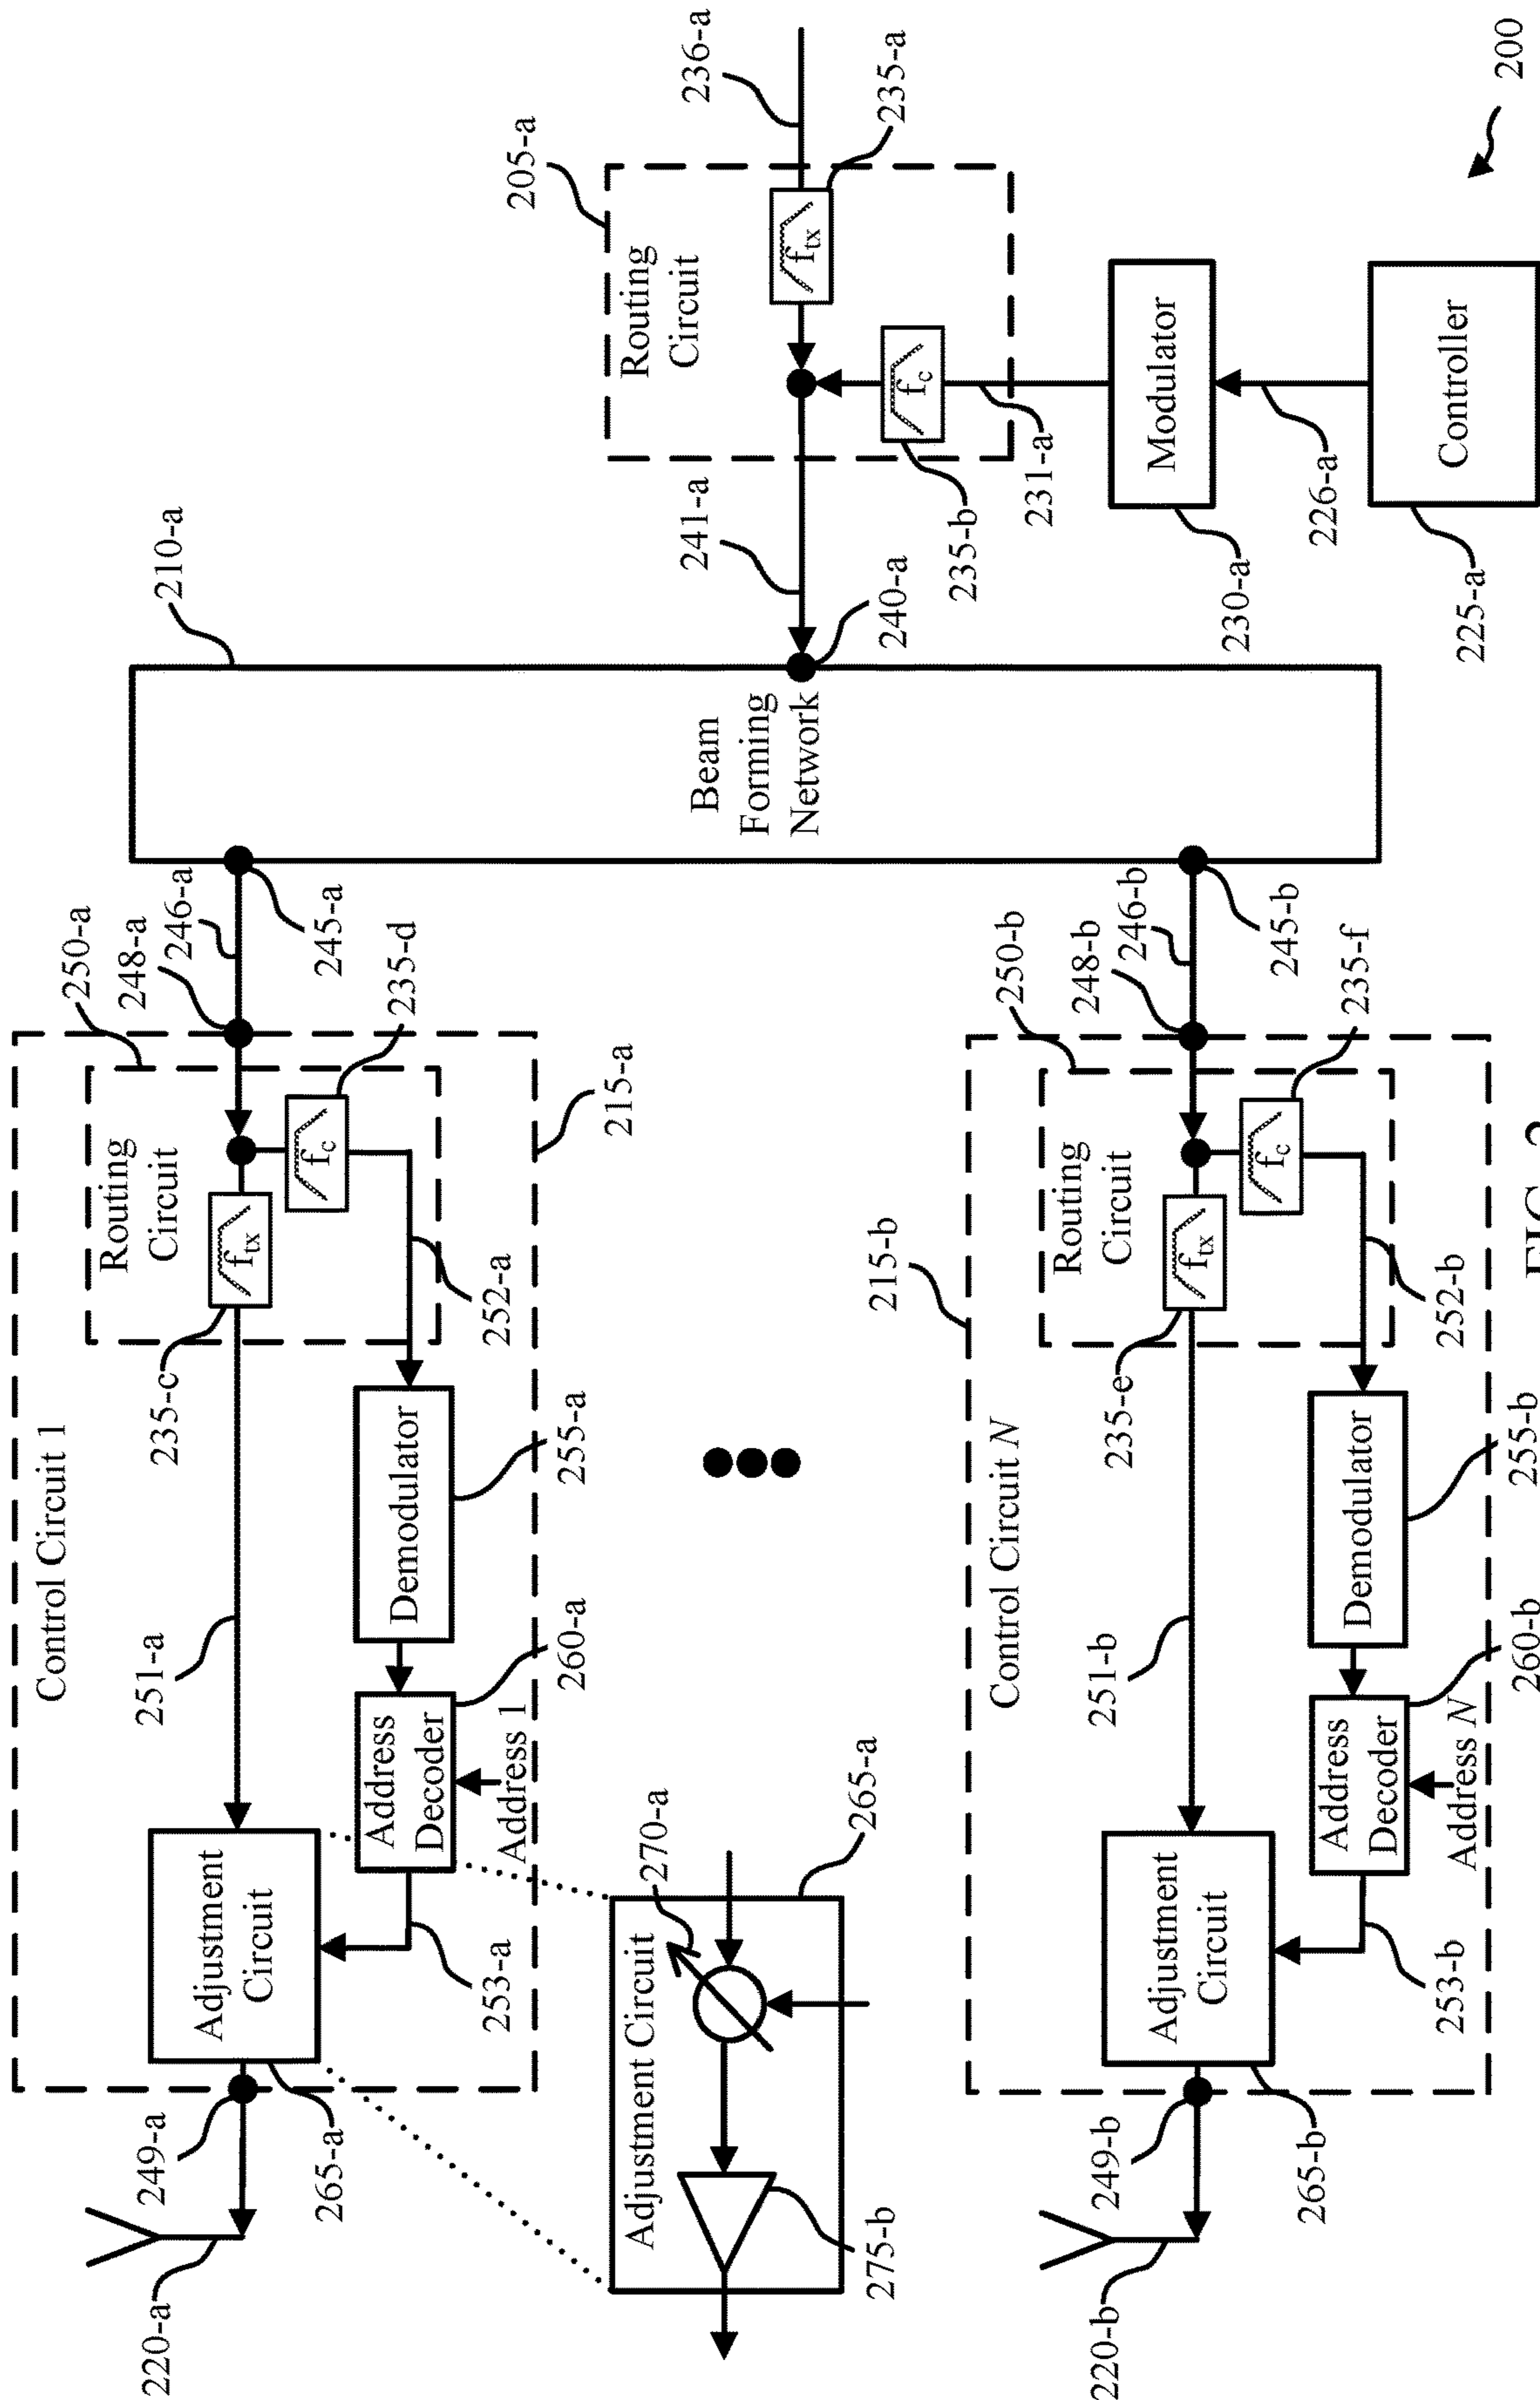 220-a
249-a
265-a
Control Circuit 1
Adjustment
Circuit
253-a
251-a
Address
Decoder
Address 1
260-a
Demodulator
255-a
235-c
Routing
Circuit
f_tx
f_c
252-a
250-a
248-a
246-a
235-d
215-a
245-a
210-a
Beam
Forming
Network
240-a
241-a
205-a
Routing
Circuit
f_tx
f_c
236-a
235-a
235-b
231-a
Modulator
230-a
226-a
Controller
225-a
Adjustment Circuit
270-a
265-a
275-b
220-b
249-b
265-b
Control Circuit N
215-b
Adjustment
Circuit
253-b
251-b
Address
Decoder
Address N
260-b
Demodulator
255-b
235-e
Routing
Circuit
f_tx
f_c
252-b
250-b
248-b
246-b
235-f
245-b
200
FIG.